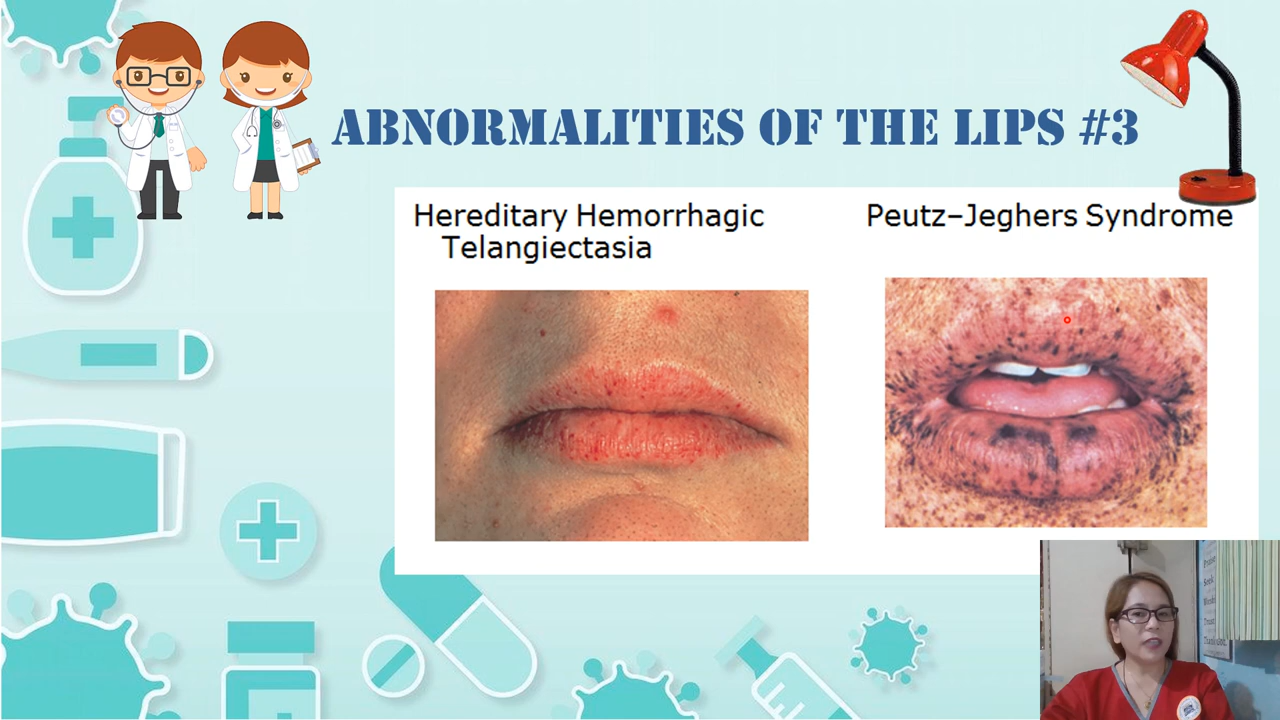 ABNORMALITIES OF THE LIPS #3
Hereditary Hemorrhagic
Telangiectasia
Peutz–Jeghers Syndrome